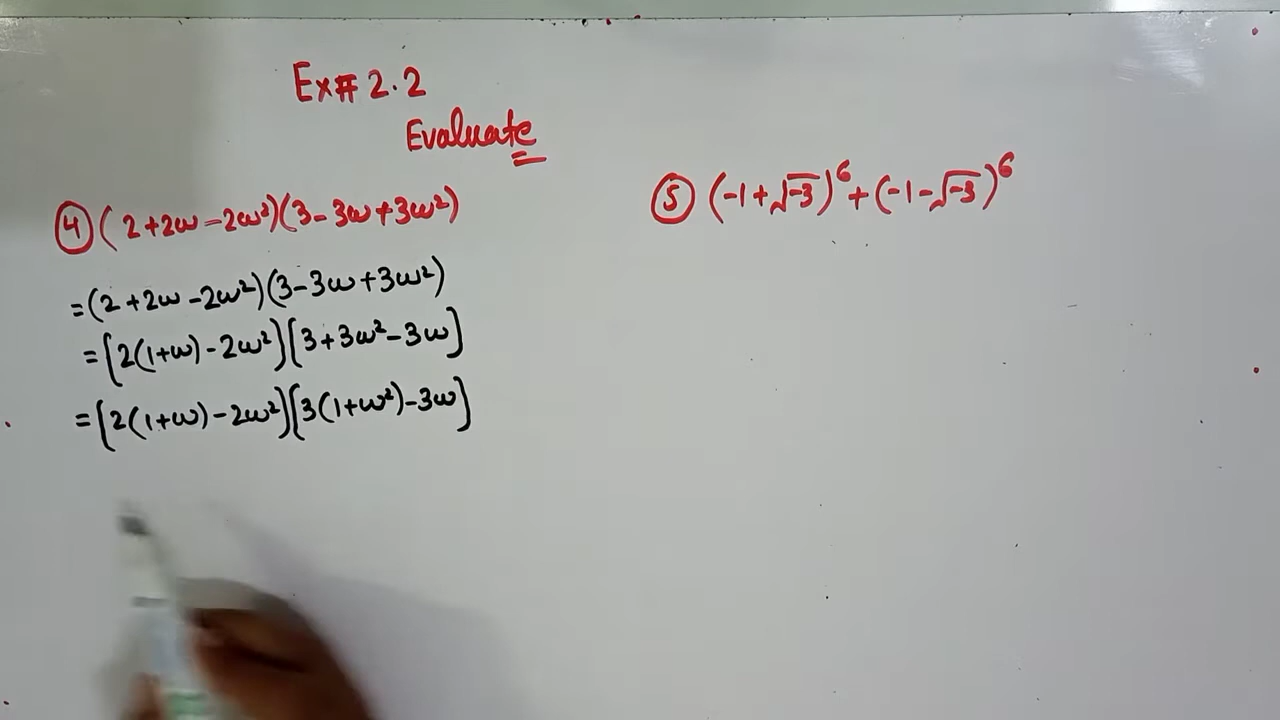 Ex# 2.2
Evaluate
④ (2+2ω-2ω²)(3-3ω+3ω²)
=(2+2ω-2ω²)(3-3ω+3ω²)
=[2(1+ω)-2ω²][3+3ω²-3ω]
=[2(1+ω)-2ω²][3(1+ω²)-3ω]
⑤ (-1+√-3)⁶+(-1-√-3)⁶